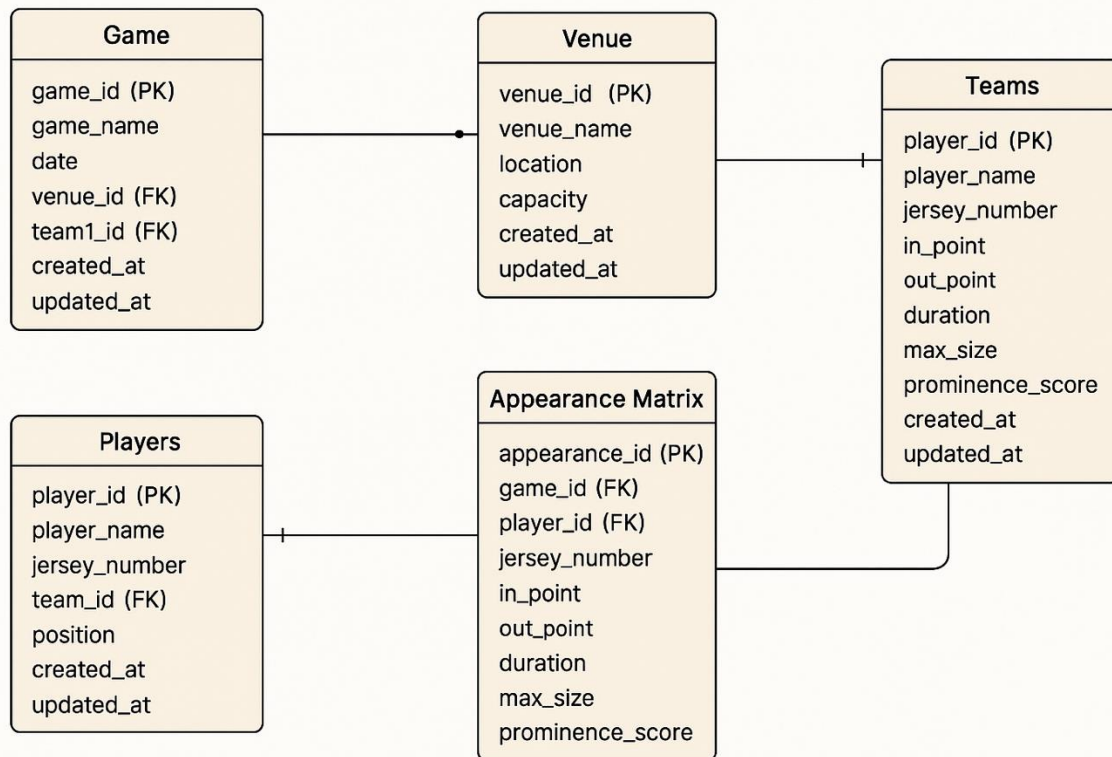 Game
game_id (PK)
game_name
date
venue_id (FK)
team1_id (FK)
created_at
updated_at
Venue
venue_id (PK)
venue_name
location
capacity
created_at
updated_at
Teams
player_id (PK)
player_name
jersey_number
in_point
out_point
duration
max_size
prominence_score
created_at
updated_at
Players
player_id (PK)
player_name
jersey_number
team_id (FK)
position
created_at
updated_at
Appearance Matrix
appearance_id (PK)
game_id (FK)
player_id (FK)
jersey_number
in_point
out_point
duration
max_size
prominence_score